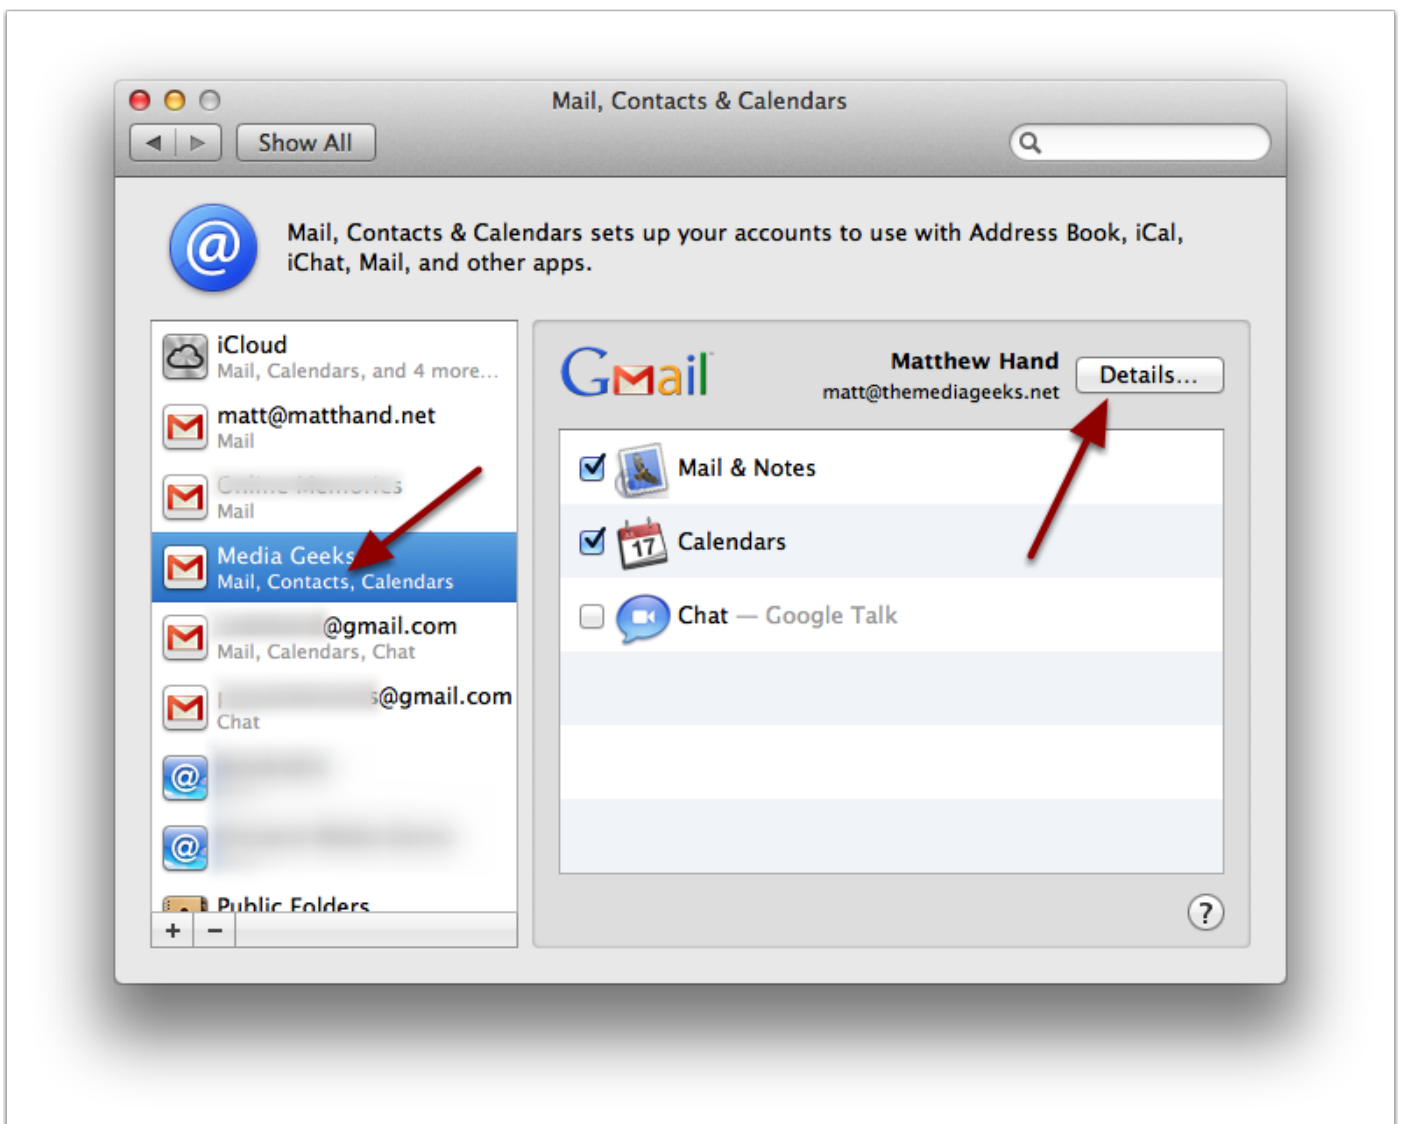 Mail, Contacts & Calendars
Show All
Mail, Contacts & Calendars sets up your accounts to use with Address Book, iCal,
iChat, Mail, and other apps.
iCloud
Mail, Calendars, and 4 more...
matt@matthand.net
Mail
Online Memories
Mail
Media Geeks
Mail, Contacts, Calendars
@gmail.com
Mail, Calendars, Chat
s@gmail.com
Chat
Public Folders
+ −
Gmail
Matthew Hand
matt@themediageeks.net
Details...
Mail & Notes
17
Calendars
Chat — Google Talk
?